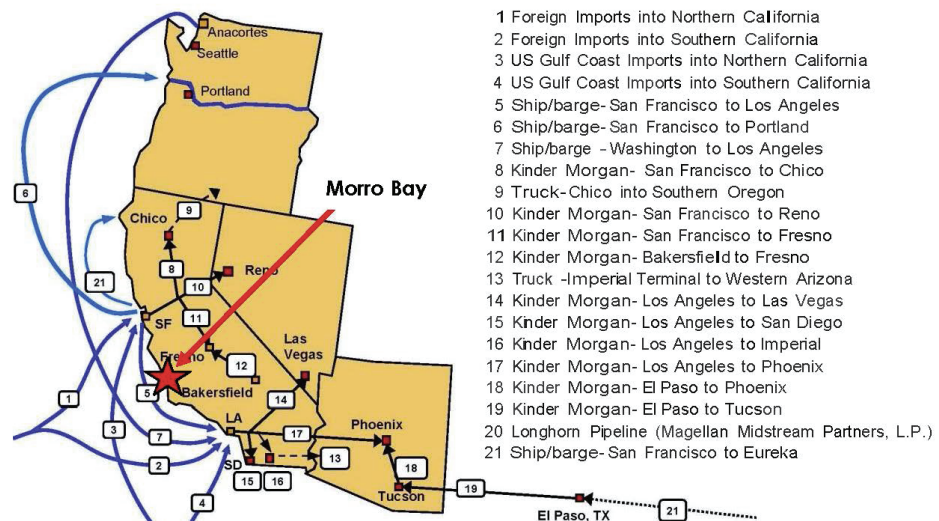 Anacortes
Seattle
Portland
6
Morro Bay
9
Chico
8
Reno
10
21
11
SF
Las
Vegas
Fresno
12
Bakersfield
1
5
3
14
LA
17
Phoenix
7
2
SD
13
18
15
16
Tucson
19
4
El Paso, TX
21
1 Foreign Imports into Northern California
2 Foreign Imports into Southern California
3 US Gulf Coast Imports into Northern California
4 US Gulf Coast Imports into Southern California
5 Ship/barge- San Francisco to Los Angeles
6 Ship/barge- San Francisco to Portland
7 Ship/barge -Washington to Los Angeles
8 Kinder Morgan- San Francisco to Chico
9 Truck-Chico into Southern Oregon
10 Kinder Morgan- San Francisco to Reno
11 Kinder Morgan- San Francisco to Fresno
12 Kinder Morgan- Bakersfield to Fresno
13 Truck -Imperial Terminal to Western Arizona
14 Kinder Morgan- Los Angeles to Las Vegas
15 Kinder Morgan- Los Angeles to San Diego
16 Kinder Morgan- Los Angeles to Imperial
17 Kinder Morgan- Los Angeles to Phoenix
18 Kinder Morgan- El Paso to Phoenix
19 Kinder Morgan- El Paso to Tucson
20 Longhorn Pipeline (Magellan Midstream Partners, L.P.)
21 Ship/barge- San Francisco to Eureka